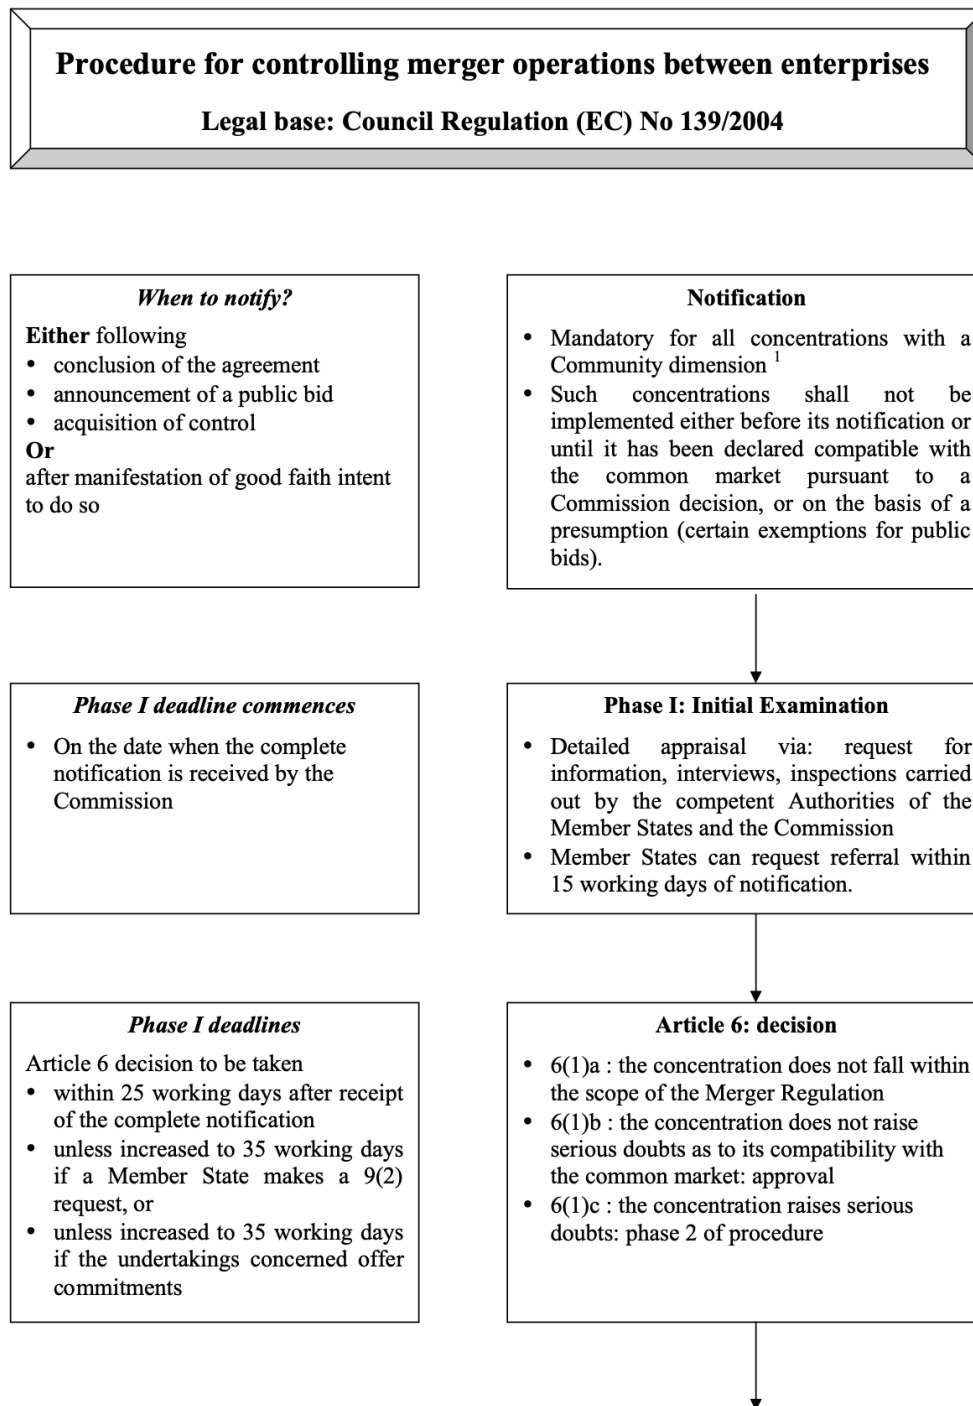 Procedure for controlling merger operations between enterprises
Legal base: Council Regulation (EC) No 139/2004
When to notify?
Either following
• conclusion of the agreement
• announcement of a public bid
• acquisition of control
Or
after manifestation of good faith intent
to do so
Notification
• Mandatory for all concentrations with a
Community dimension 1
• Such concentrations shall not be
implemented either before its notification or
until it has been declared compatible with
the common market pursuant to a
Commission decision, or on the basis of a
presumption (certain exemptions for public
bids).
Phase I deadline commences
• On the date when the complete
notification is received by the
Commission
Phase I: Initial Examination
• Detailed appraisal via: request for
information, interviews, inspections carried
out by the competent Authorities of the
Member States and the Commission
• Member States can request referral within
15 working days of notification.
Phase I deadlines
Article 6 decision to be taken
• within 25 working days after receipt
of the complete notification
• unless increased to 35 working days
if a Member State makes a 9(2)
request, or
• unless increased to 35 working days
if the undertakings concerned offer
commitments
Article 6: decision
• 6(1)a : the concentration does not fall within
the scope of the Merger Regulation
• 6(1)b : the concentration does not raise
serious doubts as to its compatibility with
the common market: approval
• 6(1)c : the concentration raises serious
doubts: phase 2 of procedure